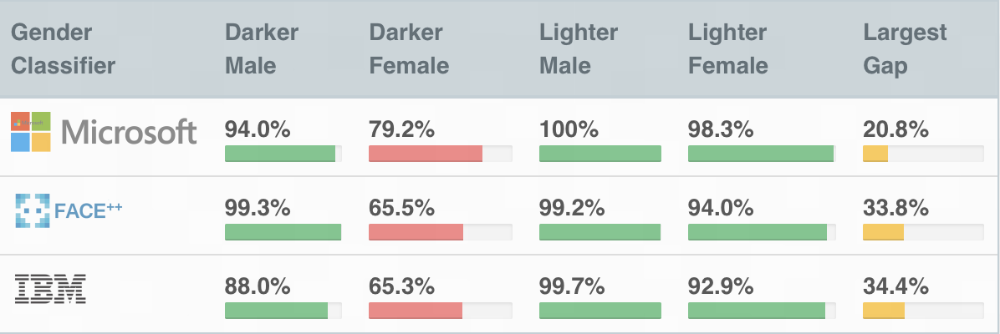 Gender Classifier Darker Male Darker Female Lighter Male Lighter Female Largest Gap
Microsoft 94.0% 79.2% 100% 98.3% 20.8%
FACE++ 99.3% 65.5% 99.2% 94.0% 33.8%
IBM 88.0% 65.3% 99.7% 92.9% 34.4%